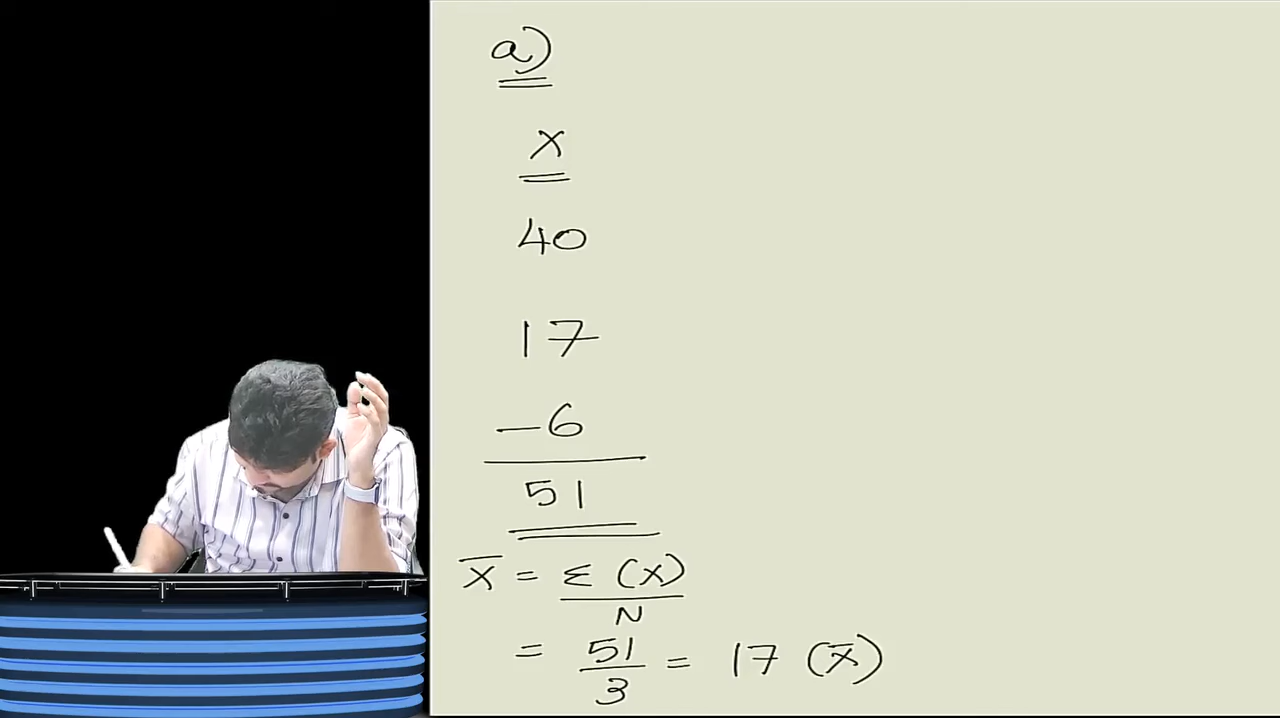 a)
x
40
17
-6
51
x̅ = Σ (x)
N
= 51
3
= 17 (x̅)